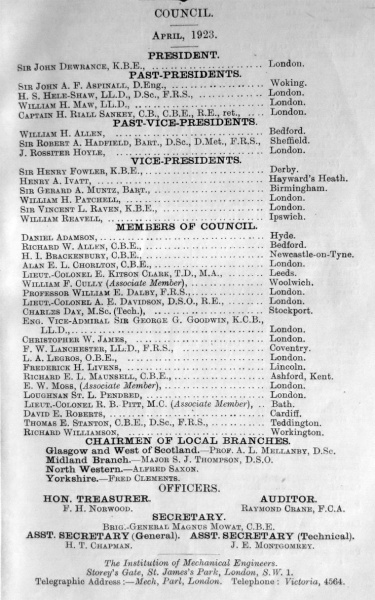 COUNCIL.
APRIL, 1923.
PRESIDENT.
SIR JOHN DEWRANCE, K.B.E., London.
PAST-PRESIDENTS.
SIR JOHN A. F. ASPINALL, D.Eng., Woking.
H. S. HELE-SHAW, LL.D., D.Sc., F.R.S., London.
WILLIAM H. MAW, LL.D., London.
CAPTAIN H. RIALL SANKEY, C.B., C.B.E., R.E., ret., London.
PAST-VICE-PRESIDENTS.
WILLIAM H. ALLEN, Bedford.
SIR ROBERT A. HADFIELD, BART., D.Sc., D.Met., F.R.S., Sheffield.
J. ROSSITER HOYLE, London.
VICE-PRESIDENTS.
SIR HENRY FOWLER, K.B.E., Derby.
HENRY A. IVATT, Hayward's Heath.
SIR GERARD A. MUNTZ, BART., Birmingham.
WILLIAM H. PATCHELL, London.
SIR VINCENT L. RAVEN, K.B.E., London.
WILLIAM REAVELL, Ipswich.
MEMBERS OF COUNCIL.
DANIEL ADAMSON, Hyde.
RICHARD W. ALLEN, C.B.E., Bedford.
H. I. BRACKENBURY, C.B.E., Newcastle-on-Tyne.
ALAN E. L. CHORLTON, C.B.E., London.
LIEUT.-COLONEL E. KITSON CLARK, T.D., M.A., Leeds.
WILLIAM F. CULLY (Associate Member), Woolwich.
PROFESSOR WILLIAM E. DALBY, F.R.S., London.
LIEUT.-COLONEL A. E. DAVIDSON, D.S.O., R.E., London.
CHARLES DAY, M.Sc. (Tech.), Stockport.
ENG. VICE-ADMIRAL SIR GEORGE G. GOODWIN, K.C.B.,
LL.D., London.
CHRISTOPHER W. JAMES, London.
F. W. LANCHESTER, LL.D., F.R.S., Coventry.
L. A. LEGROS, O.B.E., London.
FREDERICK H. LIVENS, Lincoln.
RICHARD E. L. MAUNSELL, C.B.E., Ashford, Kent.
E. W. MOSS, (Associate Member), London.
LOUGHNAN ST. L. PENDRED, London.
LIEUT.-COLONEL R. B. PITT, M.C. (Associate Member), Bath.
DAVID E. ROBERTS, Cardiff.
THOMAS E. STANTON, C.B.E., D.Sc., F.R.S., Teddington.
RICHARD WILLIAMSON, Workington.
CHAIRMEN OF LOCAL BRANCHES.
Glasgow and West of Scotland.—PROF. A. L. MELLANBY, D.Sc.
Midland Branch.—MAJOR S. J. THOMPSON, D.S.O.
North Western.—ALFRED SAXON.
Yorkshire.—FRED CLEMENTS.
OFFICERS.
HON. TREASURER. AUDITOR.
F. H. NORWOOD. RAYMOND CRANE, F.C.A.
SECRETARY.
BRIG.-GENERAL MAGNUS MOWAT, C.B.E.
ASST. SECRETARY (General). ASST. SECRETARY (Technical).
H. T. CHAPMAN. J. E. MONTGOMREY.
The Institution of Mechanical Engineers.
Storey's Gate, St. James's Park, London, S.W. 1.
Telegraphic Address:—Mech, Parl, London. Telephone: Victoria, 4564.